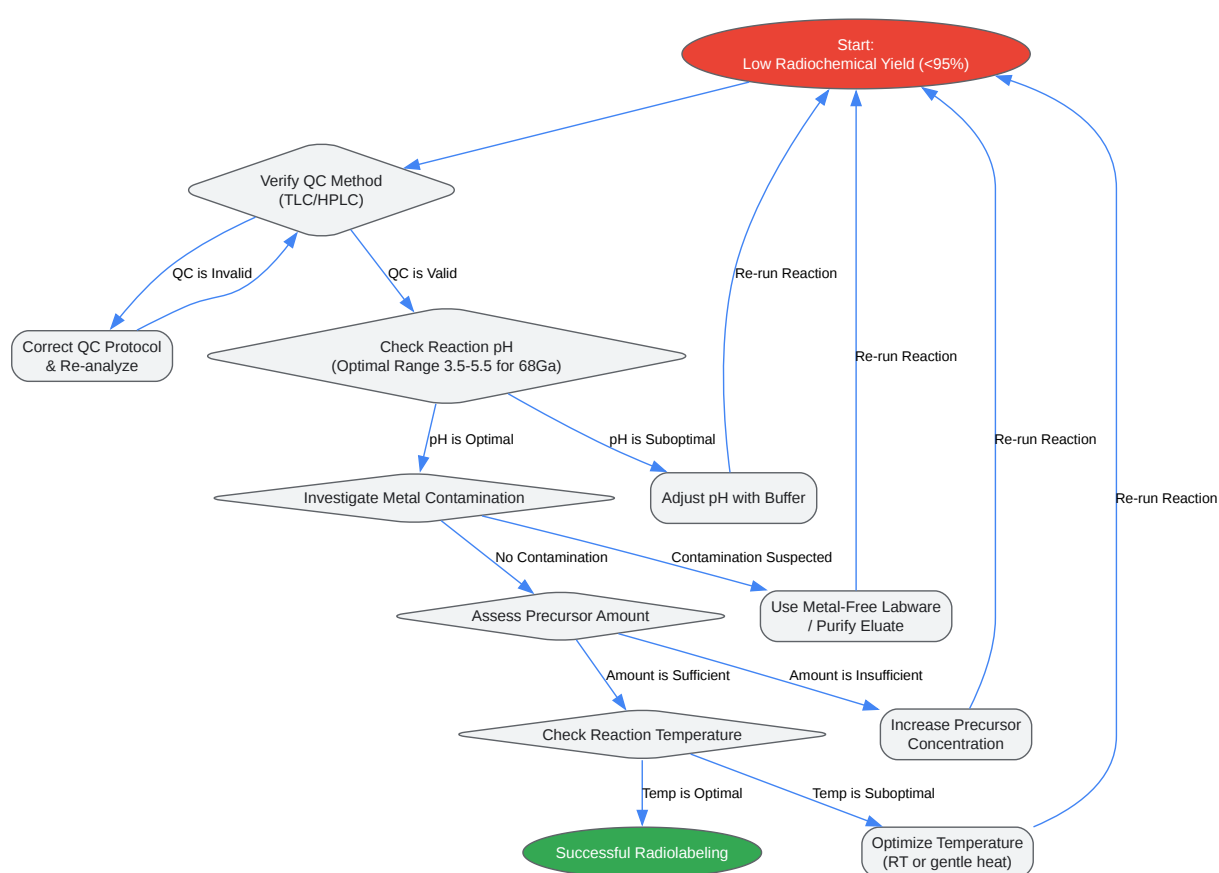 Start:
Low Radiochemical Yield (<95%)
Verify QC Method
(TLC/HPLC)
QC is Invalid
QC is Valid
Re-run Reaction
Correct QC Protocol
& Re-analyze
Check Reaction pH
(Optimal Range 3.5-5.5 for 68Ga)
Re-run Reaction
pH is Optimal
pH is Suboptimal
Re-run Reaction
Investigate Metal Contamination
Adjust pH with Buffer
Re-run Reaction
No Contamination
Contamination Suspected
Assess Precursor Amount
Use Metal-Free Labware
/ Purify Eluate
Amount is Sufficient
Amount is Insufficient
Check Reaction Temperature
Increase Precursor
Concentration
Temp is Optimal
Temp is Suboptimal
Successful Radiolabeling
Optimize Temperature
(RT or gentle heat)